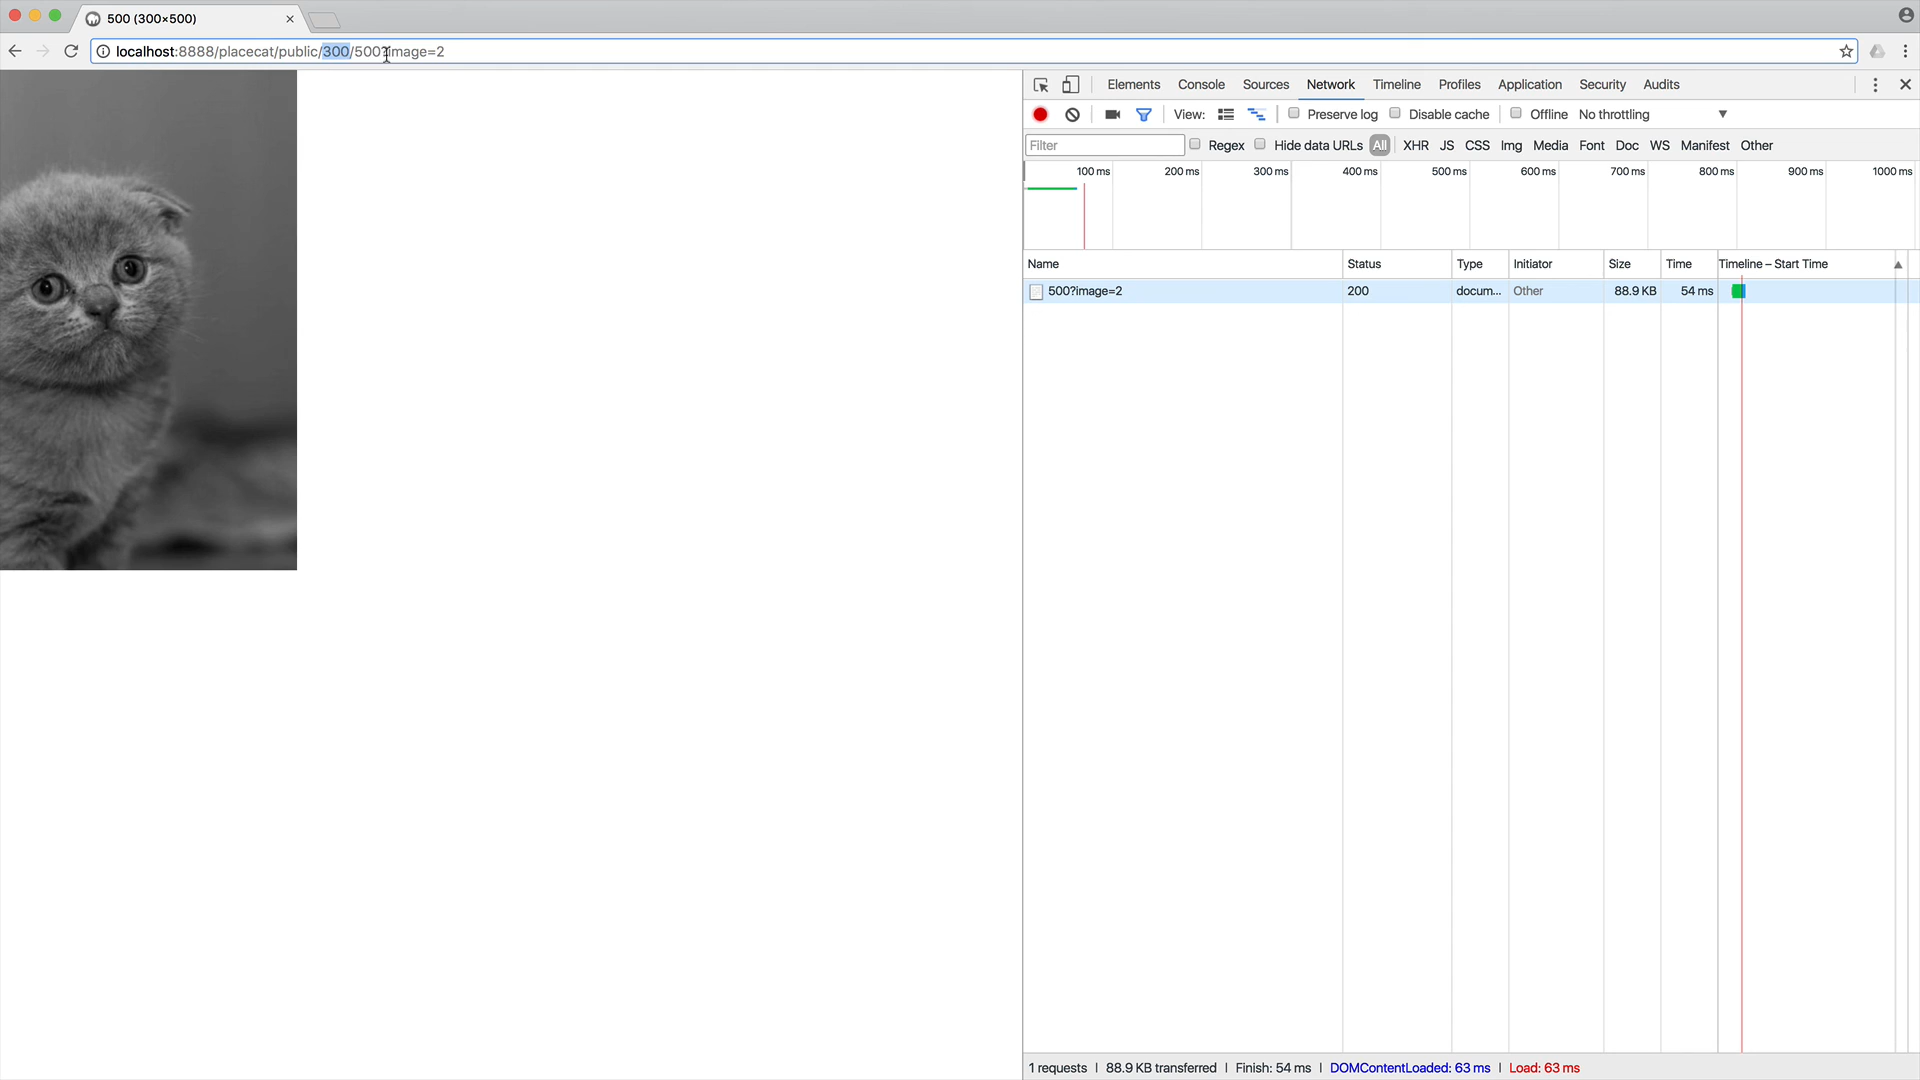 500 (300×500)
localhost:8888/placecat/public/300/500?image=2
Elements Console Sources Network Timeline Profiles Application Security Audits
View: Preserve log Disable cache Offline No throttling
Filter Regex Hide data URLs All XHR JS CSS Img Media Font Doc WS Manifest Other
100 ms 200 ms 300 ms 400 ms 500 ms 600 ms 700 ms 800 ms 900 ms 1000 ms
Name Status Type Initiator Size Time Timeline – Start Time
500?image=2 200 docum... Other 88.9 KB 54 ms
1 requests | 88.9 KB transferred | Finish: 54 ms | DOMContentLoaded: 63 ms | Load: 63 ms